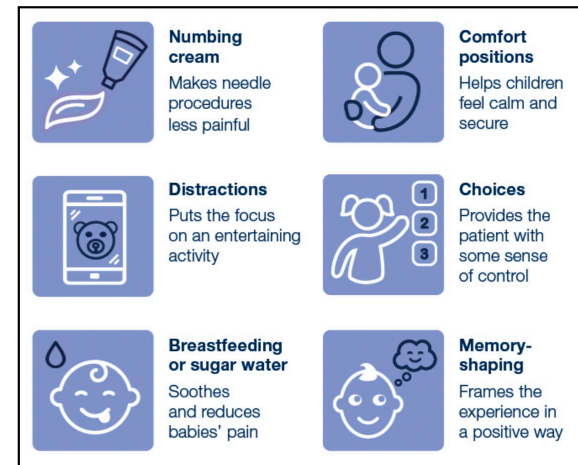 Numbing
cream
Makes needle
procedures
less painful
Comfort
positions
Helps children
feel calm and
secure
Distractions
Puts the focus
on an entertaining
activity
1
2
3
Choices
Provides the
patient with
some sense
of control
Breastfeeding
or sugar water
Soothes
and reduces
babies' pain
Memory-
shaping
Frames the
experience in
a positive way